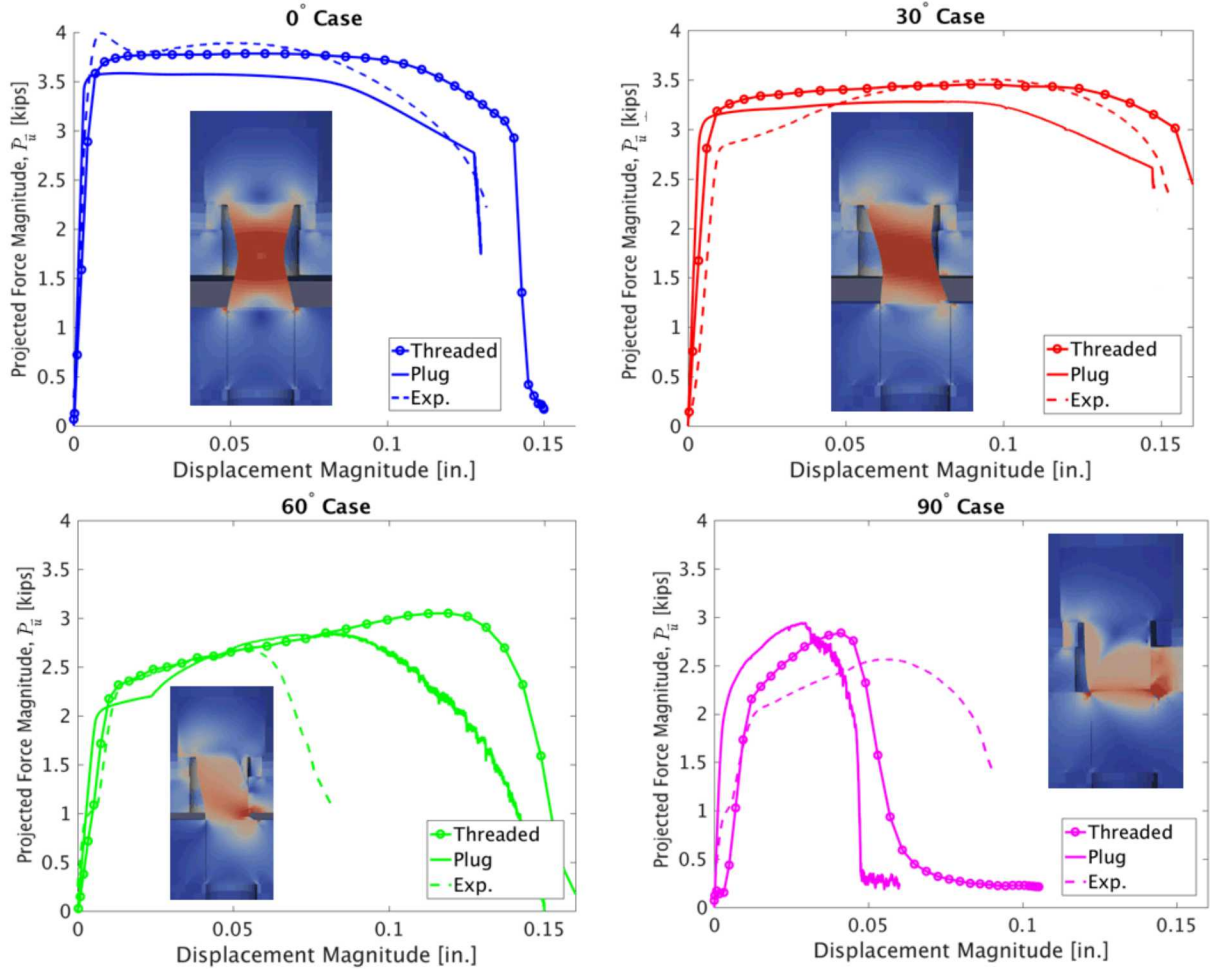 0° Case
Projected Force Magnitude, P_u⃗ [kips]
4
3.5
3
2.5
2
1.5
1
0.5
0
Threaded
Plug
Exp.
0 0.05 0.1 0.15
Displacement Magnitude [in.]
30° Case
Projected Force Magnitude, P_u⃗ [kips]
4
3.5
3
2.5
2
1.5
1
0.5
0
Threaded
Plug
Exp.
0 0.05 0.1 0.15
Displacement Magnitude [in.]
60° Case
Projected Force Magnitude, P_u⃗ [kips]
4
3.5
3
2.5
2
1.5
1
0.5
0
Threaded
Plug
Exp.
0 0.05 0.1 0.15
Displacement Magnitude [in.]
90° Case
Projected Force Magnitude, P_u⃗ [kips]
4
3.5
3
2.5
2
1.5
1
0.5
0
Threaded
Plug
Exp.
0 0.05 0.1 0.15
Displacement Magnitude [in.]